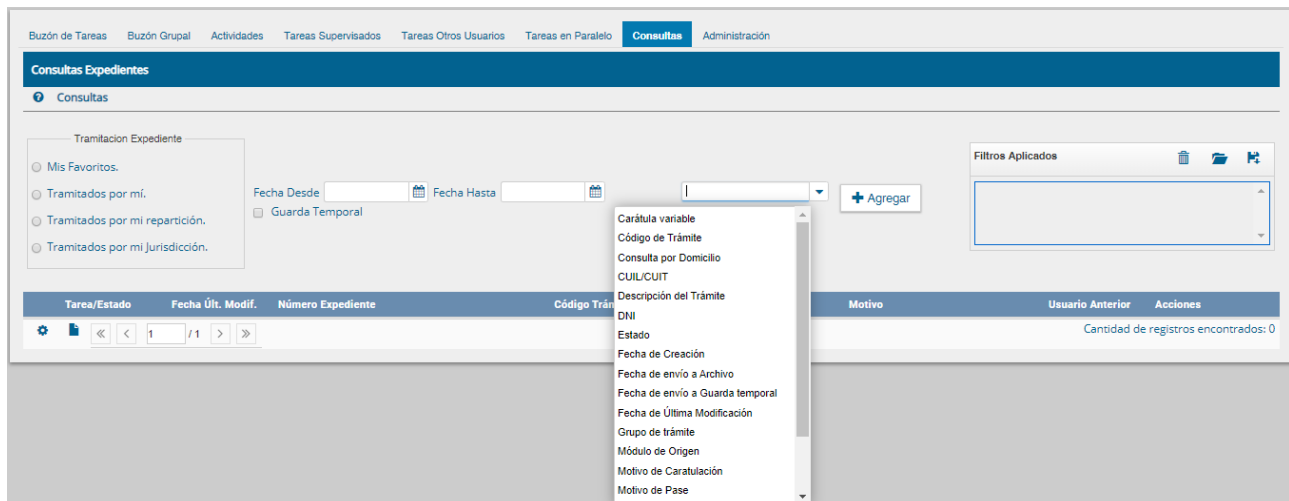 Buzón de Tareas Buzón Grupal Actividades Tareas Supervisados Tareas Otros Usuarios Tareas en Paralelo Consultas Administración
Consultas Expedientes
Consultas
Tramitacion Expediente
Mis Favoritos.
Tramitados por mí.
Tramitados por mi repartición.
Tramitados por mi Jurisdicción.
Fecha Desde Fecha Hasta
Guarda Temporal
Agregar
Filtros Aplicados
Carátula variable
Código de Trámite
Consulta por Domicilio
CUIL/CUIT
Descripción del Trámite
DNI
Estado
Fecha de Creación
Fecha de envío a Archivo
Fecha de envío a Guarda temporal
Fecha de Última Modificación
Grupo de trámite
Módulo de Origen
Motivo de Caratulación
Motivo de Pase
Tarea/Estado Fecha Últ. Modif. Número Expediente Código Trám Motivo Usuario Anterior Acciones
1 / 1
Cantidad de registros encontrados: 0